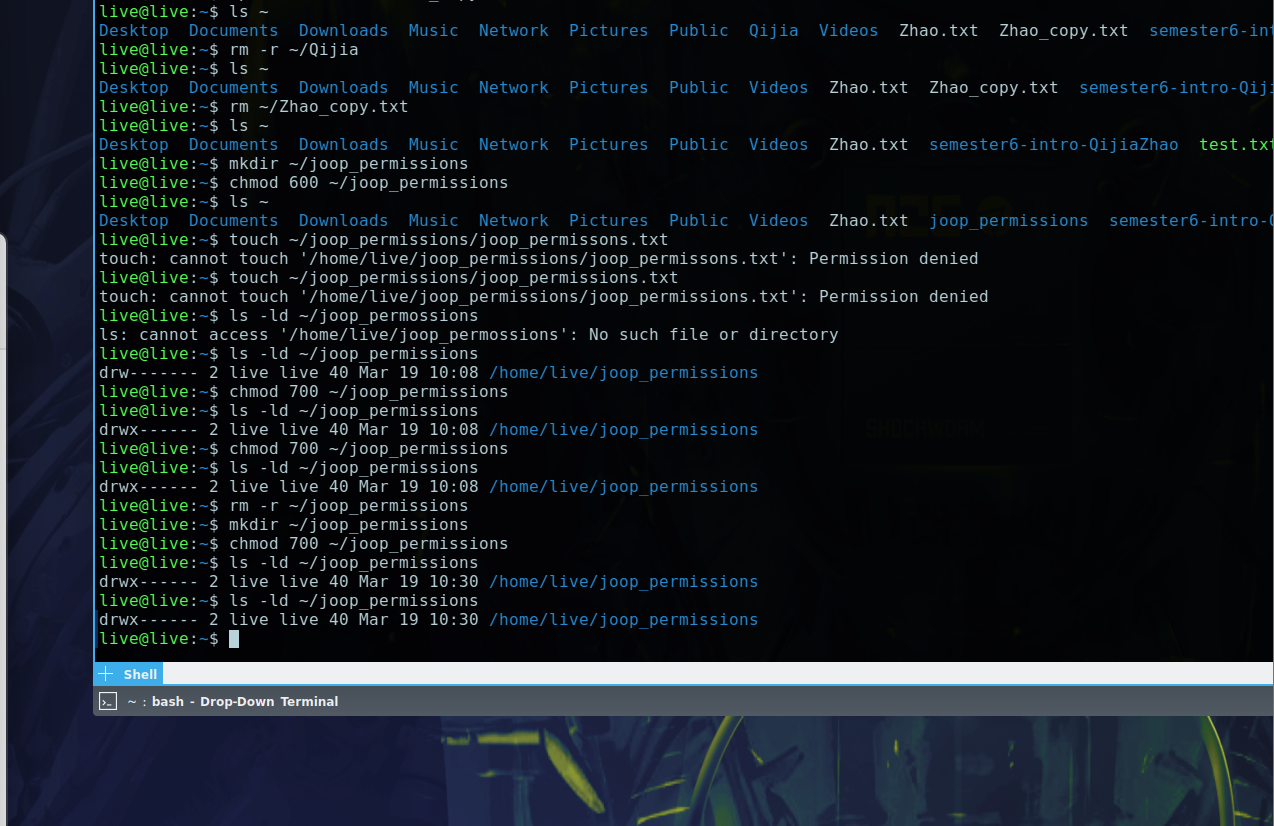 live@live:~$ ls ~
Desktop Documents Downloads Music Network Pictures Public Qijia Videos Zhao.txt Zhao_copy.txt semester6-int
live@live:~$ rm -r ~/Qijia
live@live:~$ ls ~
Desktop Documents Downloads Music Network Pictures Public Videos Zhao.txt Zhao_copy.txt semester6-intro-Qiji
live@live:~$ rm ~/Zhao_copy.txt
live@live:~$ ls ~
Desktop Documents Downloads Music Network Pictures Public Videos Zhao.txt semester6-intro-QijiaZhao test.txt
live@live:~$ mkdir ~/joop_permissions
live@live:~$ chmod 600 ~/joop_permissions
live@live:~$ ls ~
Desktop Documents Downloads Music Network Pictures Public Videos Zhao.txt joop_permissions semester6-intro-Q
live@live:~$ touch ~/joop_permissions/joop_permissons.txt
touch: cannot touch '/home/live/joop_permissions/joop_permissons.txt': Permission denied
live@live:~$ touch ~/joop_permissions/joop_permissions.txt
touch: cannot touch '/home/live/joop_permissions/joop_permissions.txt': Permission denied
live@live:~$ ls -ld ~/joop_permossions
ls: cannot access '/home/live/joop_permossions': No such file or directory
live@live:~$ ls -ld ~/joop_permissions
drw------- 2 live live 40 Mar 19 10:08 /home/live/joop_permissions
live@live:~$ chmod 700 ~/joop_permissions
live@live:~$ ls -ld ~/joop_permissions
drwx------ 2 live live 40 Mar 19 10:08 /home/live/joop_permissions
live@live:~$ chmod 700 ~/joop_permissions
live@live:~$ ls -ld ~/joop_permissions
drwx------ 2 live live 40 Mar 19 10:08 /home/live/joop_permissions
live@live:~$ rm -r ~/joop_permissions
live@live:~$ mkdir ~/joop_permissions
live@live:~$ chmod 700 ~/joop_permissions
live@live:~$ ls -ld ~/joop_permissions
drwx------ 2 live live 40 Mar 19 10:30 /home/live/joop_permissions
live@live:~$ ls -ld ~/joop_permissions
drwx------ 2 live live 40 Mar 19 10:30 /home/live/joop_permissions
live@live:~$
Shell
~ : bash - Drop-Down Terminal